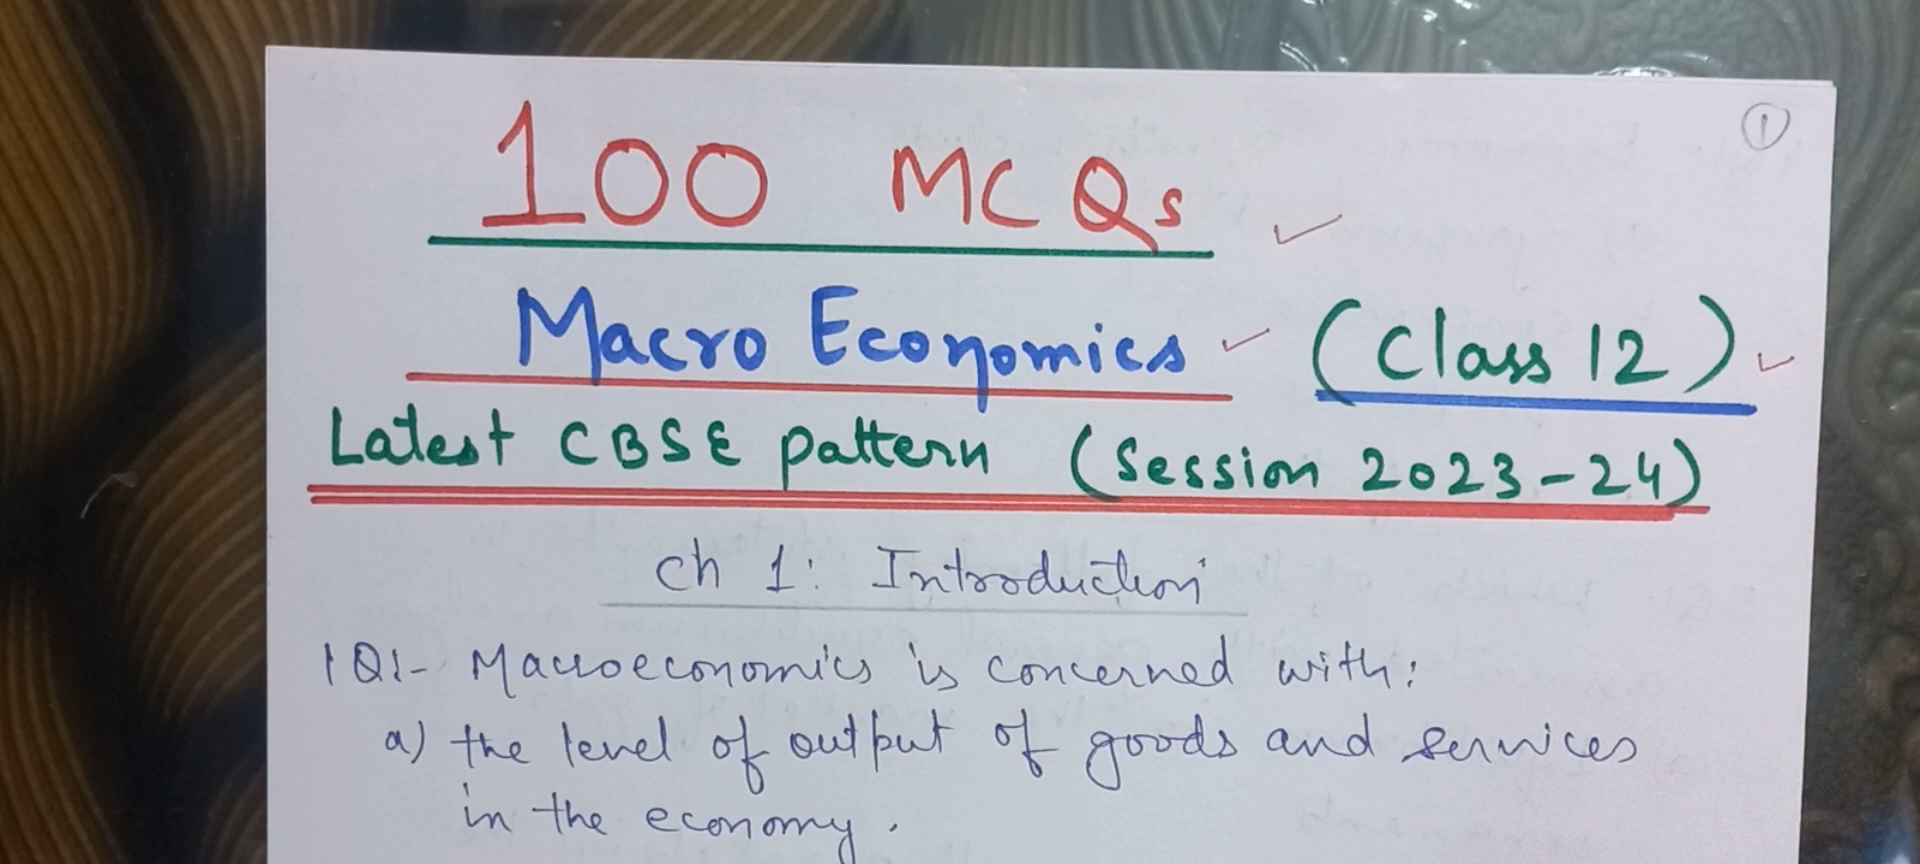 1
100 MCQs
Macro Economics (Class 12)
Latest CBSE pattern (Session 2023-24)
Ch 1: Introduction
1Q1- Macroeconomics is concerned with:
a) the level of output of goods and services
in the economy.